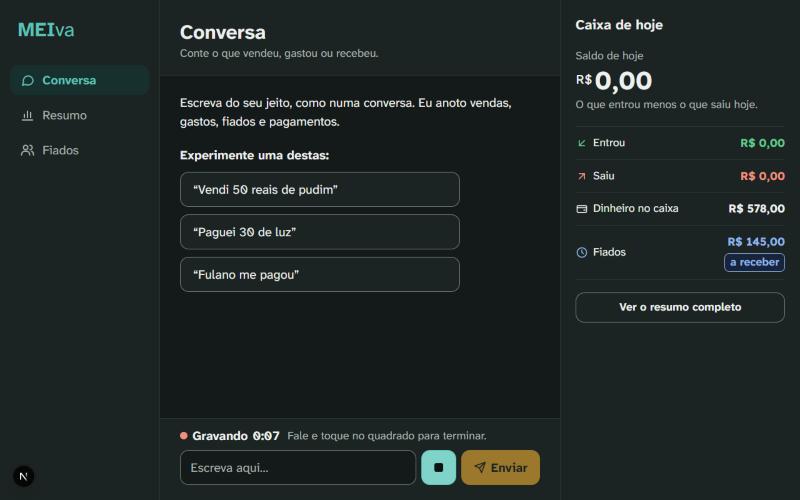 MEIva
Conversa
Resumo
Fiados
N
Conversa
Conte o que vendeu, gastou ou recebeu.
Escreva do seu jeito, como numa conversa. Eu anoto vendas,
gastos, fiados e pagamentos.
Experimente uma destas:
“Vendi 50 reais de pudim”
“Paguei 30 de luz”
“Fulano me pagou”
Gravando 0:07 Fale e toque no quadrado para terminar.
Escreva aqui...
Enviar
Caixa de hoje
Saldo de hoje
R$ 0,00
O que entrou menos o que saiu hoje.
Entrou R$ 0,00
Saiu R$ 0,00
Dinheiro no caixa R$ 578,00
Fiados R$ 145,00
a receber
Ver o resumo completo